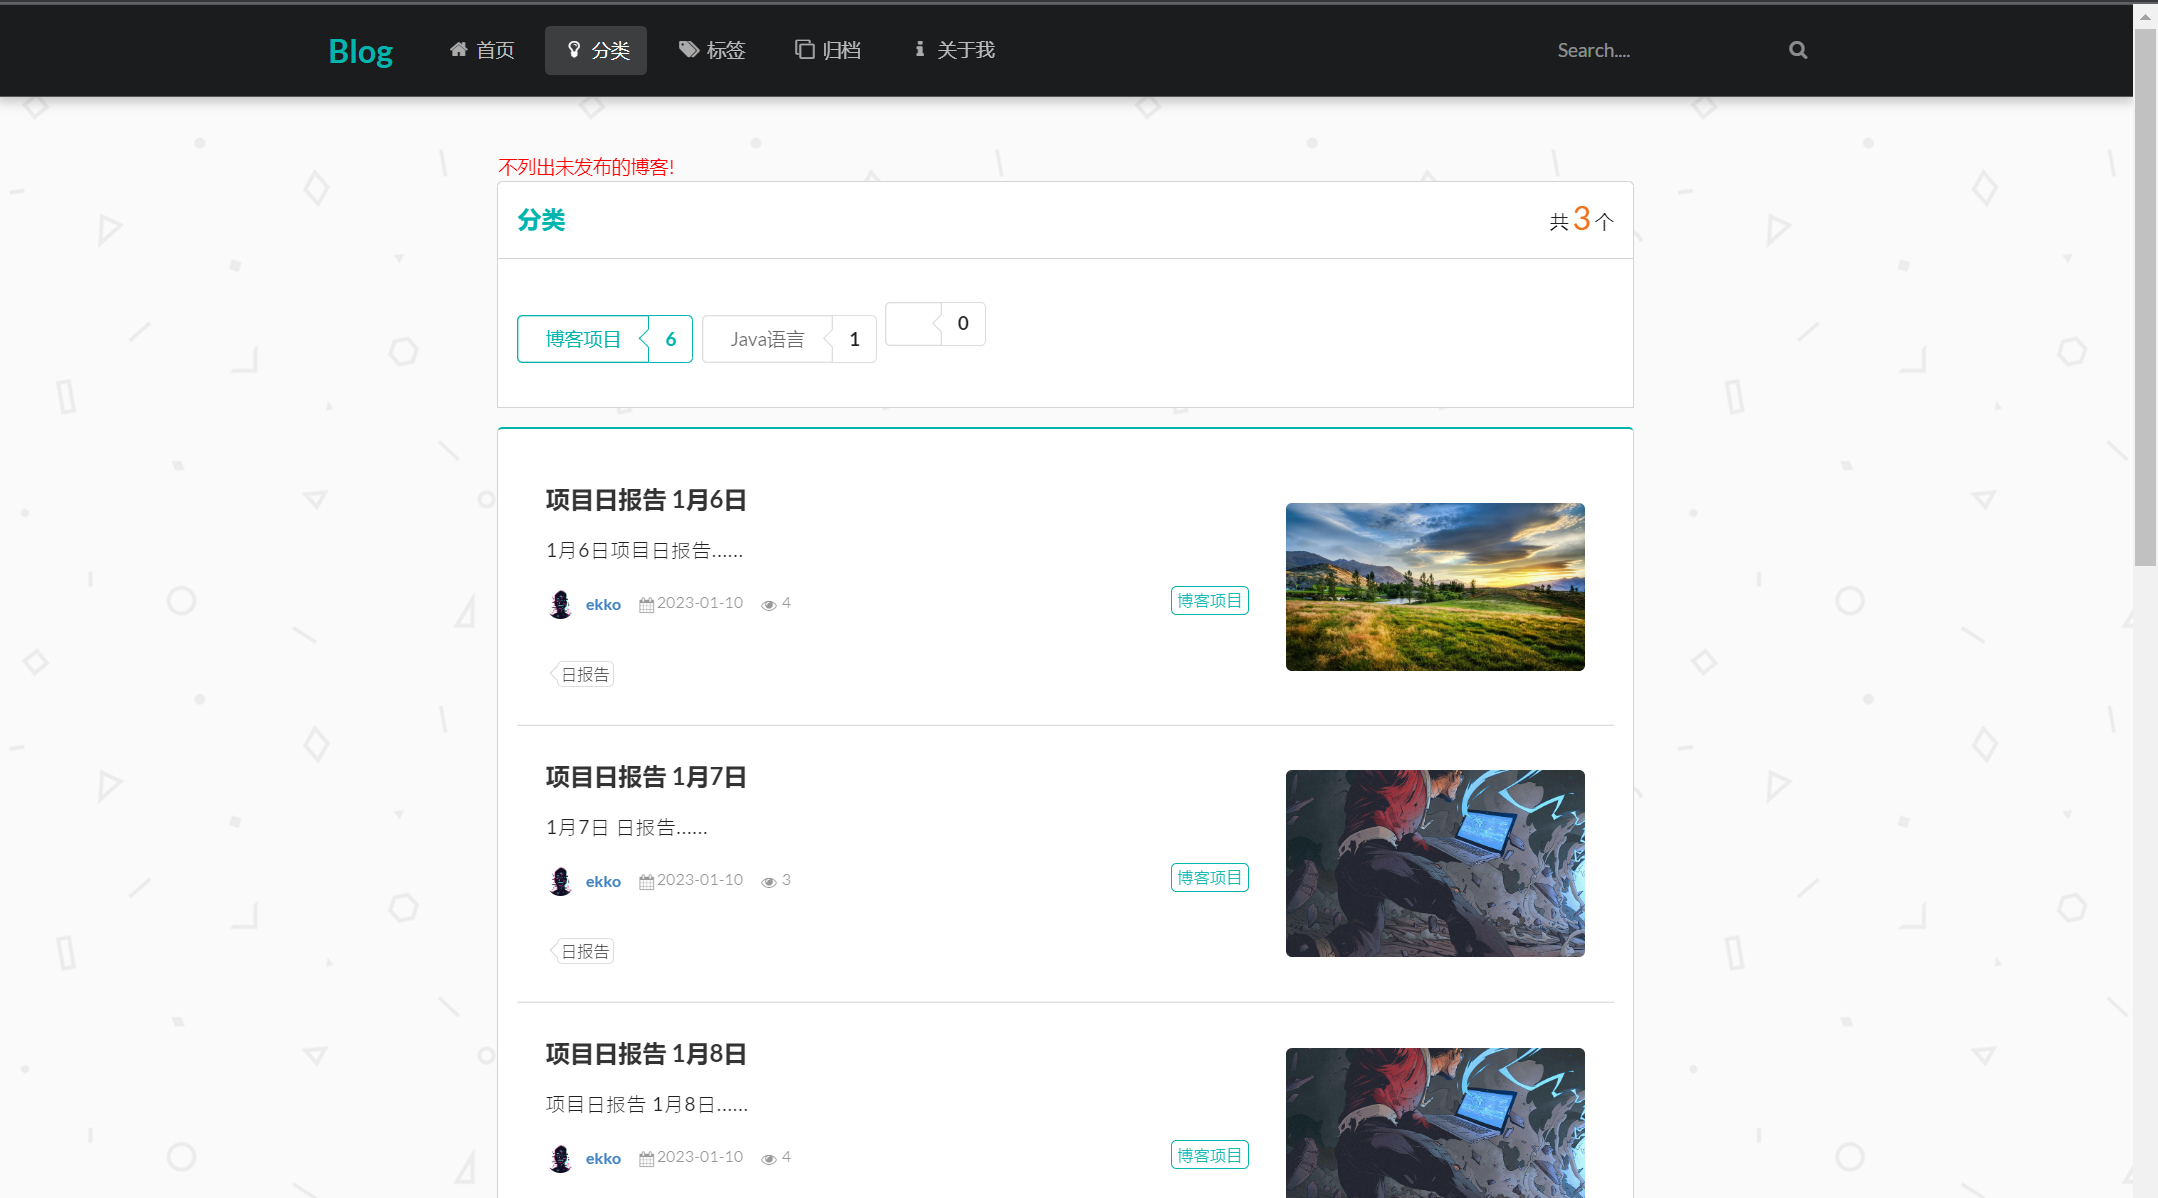 Blog 首页 分类 标签 归档 关于我 Search....
不列出未发布的博客!
分类 共 3 个
博客项目 6 Java语言 1 0
项目日报告 1月6日
1月6日项目日报告......
ekko 2023-01-10 4 博客项目
日报告
项目日报告 1月7日
1月7日 日报告......
ekko 2023-01-10 3 博客项目
日报告
项目日报告 1月8日
项目日报告 1月8日......
ekko 2023-01-10 4 博客项目